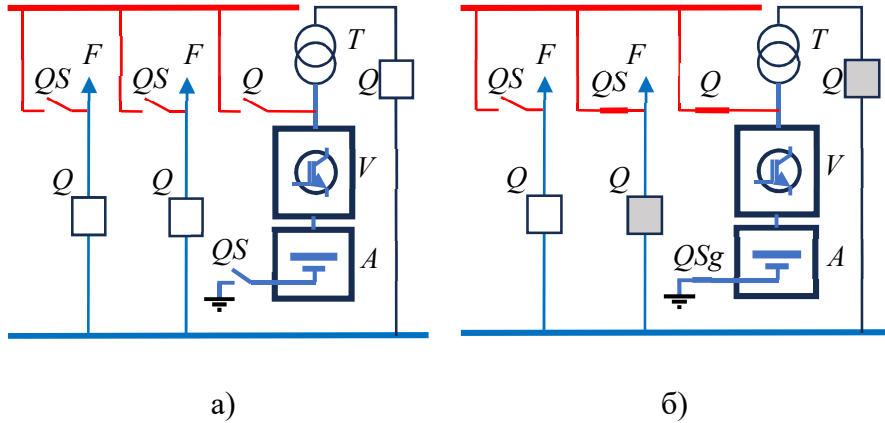 F F T
QS QS Q Q
Q Q V
QS A
F F T
QS QS Q Q
Q Q V
QSg A
а) б)